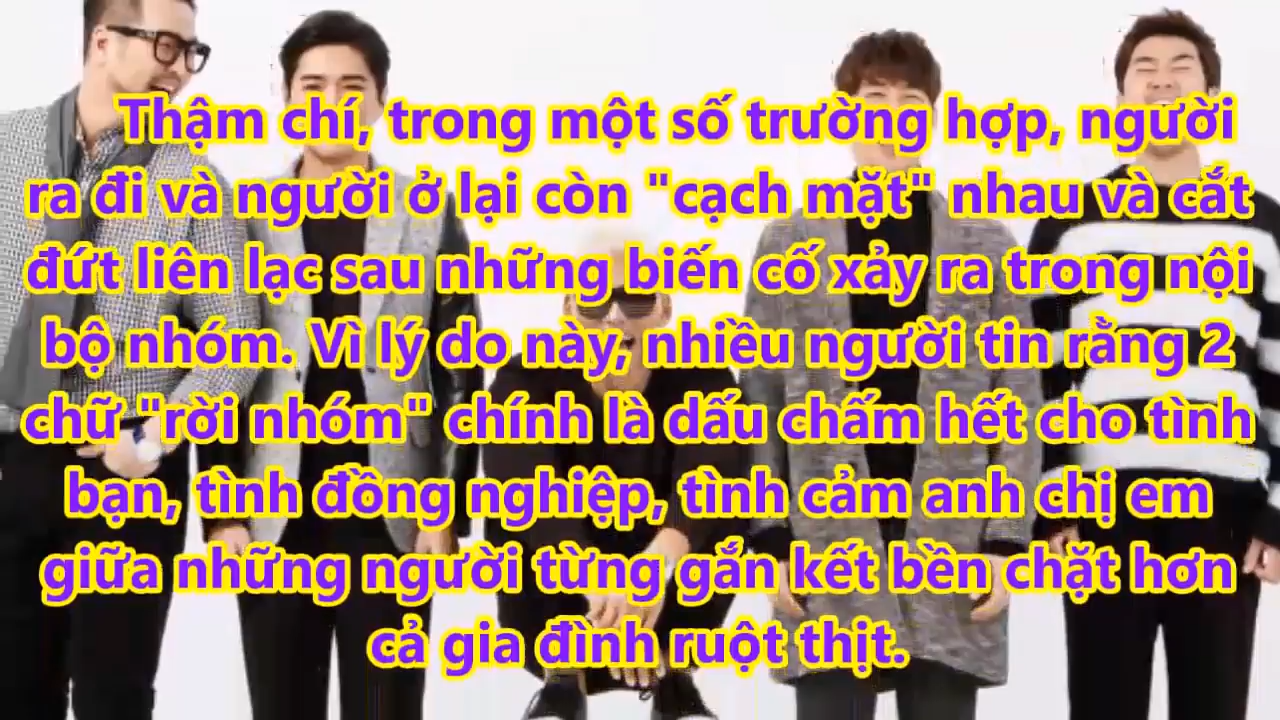 Thậm chí, trong một số trường hợp, người
ra đi và người ở lại còn "cạch mặt" nhau và cắt
đứt liên lạc sau những biến cố xảy ra trong nội
bộ nhóm. Vì lý do này, nhiều người tin rằng 2
chữ "rời nhóm" chính là dấu chấm hết cho tình
bạn, tình đồng nghiệp, tình cảm anh chị em
giữa những người từng gắn kết bền chặt hơn
cả gia đình ruột thịt.